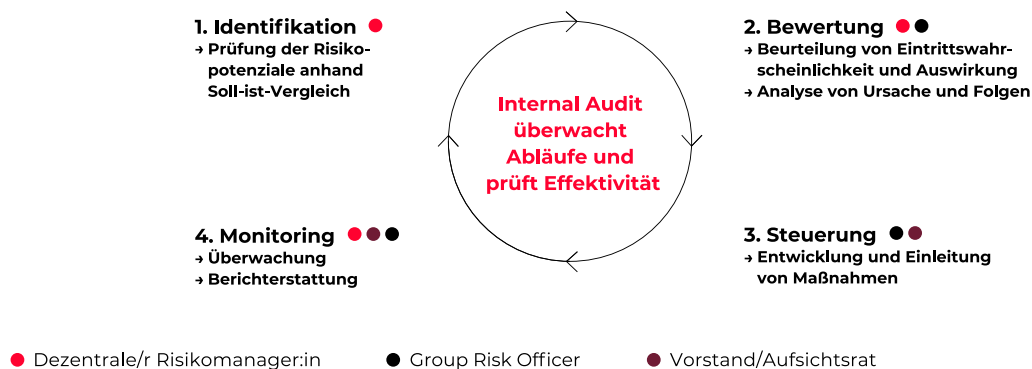 1. Identifikation
→ Prüfung der Risiko-
potenziale anhand
Soll-ist-Vergleich
2. Bewertung
→ Beurteilung von Eintrittswahr-
scheinlichkeit und Auswirkung
→ Analyse von Ursache und Folgen
Internal Audit
überwacht
Abläufe und
prüft Effektivität
4. Monitoring
→ Überwachung
→ Berichterstattung
3. Steuerung
→ Entwicklung und Einleitung
von Maßnahmen
Dezentrale/r Risikomanager:in
Group Risk Officer
Vorstand/Aufsichtsrat